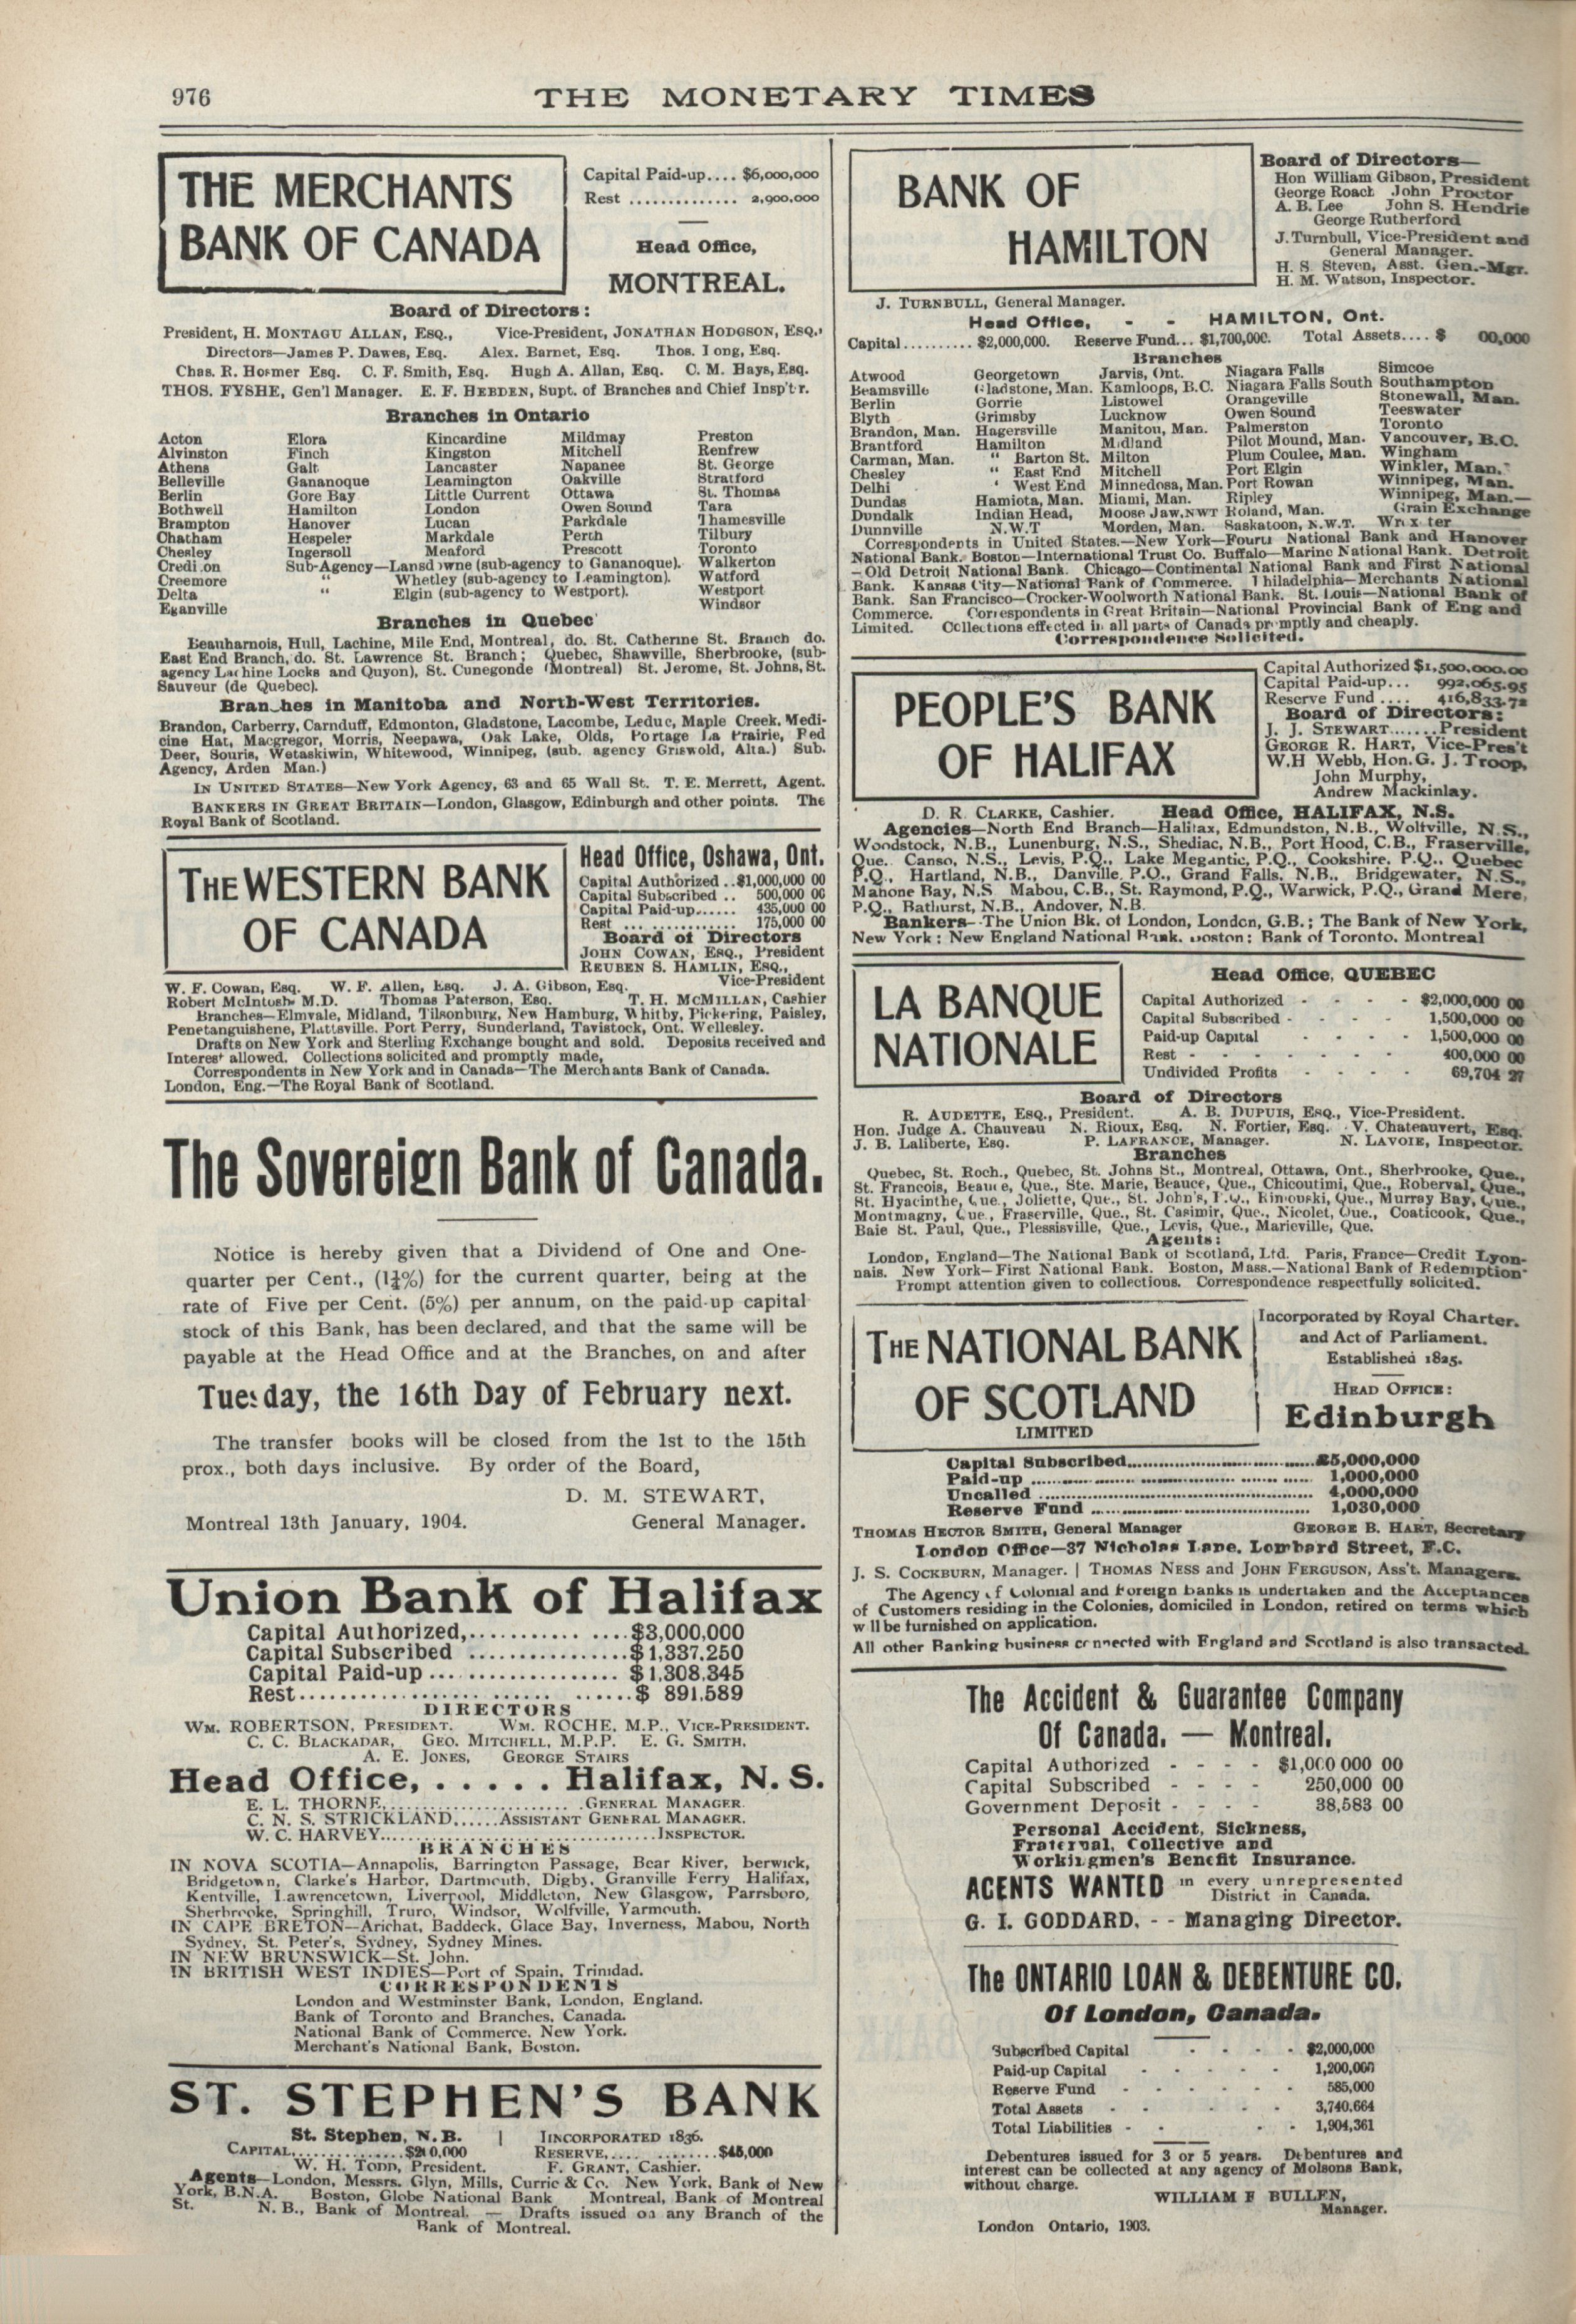 976
THE MONETARY TIMES
THE MERCHANTS
BANK OF CANADA
Capital Paid-up.... $6,000,000
Rest .............. 2,900,000
Head Office,
MONTREAL.
Board of Directors:
President, H. MONTAGU ALLAN, ESQ., Vice-President, JONATHAN HODGSON, ESQ.,
Directors—James P. Dawes, Esq. Alex. Barnet, Esq. Thos. Long, Esq.
Chas. R. Hosmer Esq. C. F. Smith, Esq. Hugh A. Allan, Esq. C. M. Hays, Esq.
THOS. FYSHE, Gen'l Manager. E. F. HEBDEN, Supt. of Branches and Chief Insp't'r.
Branches in Ontario
Acton Elora Kincardine Mildmay Preston
Alvinston Finch Kingston Mitchell Renfrew
Athens Galt Lancaster Napanee St. George
Belleville Gananoque Leamington Oakville Stratford
Berlin Gore Bay Little Current Ottawa St. Thomas
Bothwell Hamilton London Owen Sound Tara
Brampton Hanover Lucan Parkdale Thamesville
Chatham Hespeler Markdale Perth Tilbury
Chesley Ingersoll Meaford Prescott Toronto
Credi on Sub-Agency—Lansdowne (sub-agency to Gananoque). Walkerton
Creemore " Whetley (sub-agency to Leamington). Watford
Delta " Elgin (sub-agency to Westport). Westport
Eganville Windsor
Branches in Quebec
Beauharnois, Hull, Lachine, Mile End, Montreal, do. St. Catherine St. Branch do.
East End Branch, do. St. Lawrence St. Branch; Quebec, Shawville, Sherbrooke, (sub-
agency Lachine Locks and Quyon), St. Cunegonde (Montreal) St. Jerome, St. Johns, St.
Sauveur (de Quebec).
Branches in Manitoba and North-West Territories.
Brandon, Carberry, Carnduff, Edmonton, Gladstone, Lacombe, Leduc, Maple Creek, Medi-
cine Hat, Macgregor, Morris, Neepawa, Oak Lake, Olds, Portage La Prairie, Red
Deer, Souris, Wetaskiwin, Whitewood, Winnipeg, (sub. agency Griswold, Alta.) Sub.
Agency, Arden Man.)
IN UNITED STATES—New York Agency, 63 and 65 Wall St. T. E. Merrett, Agent.
BANKERS IN GREAT BRITAIN—London, Glasgow, Edinburgh and other points. The
Royal Bank of Scotland.
THE WESTERN BANK
OF CANADA
Head Office, Oshawa, Ont.
Capital Authorized ..$1,000,000 00
Capital Subscribed .. 500,000 00
Capital Paid-up...... 435,000 00
Rest ... ............ 175,000 00
Board of Directors
JOHN COWAN, ESQ., President
REUBEN S. HAMLIN, ESQ.,
Vice-President
W. F. Cowan, Esq. W. F. Allen, Esq. J. A. Gibson, Esq.
Robert McIntosh M.D. Thomas Paterson, Esq. T. H. MCMILLAN, Cashier
Branches—Elmvale, Midland, Tilsonburg, New Hamburg, Whitby, Pickering, Paisley,
Penetanguishene, Plattsville. Port Perry, Sunderland, Tavistock, Ont. Wellesley.
Drafts on New York and Sterling Exchange bought and sold. Deposits received and
Interest allowed. Collections solicited and promptly made,
Correspondents in New York and in Canada—The Merchants Bank of Canada.
London, Eng.—The Royal Bank of Scotland.
The Sovereign Bank of Canada.
Notice is hereby given that a Dividend of One and One-
quarter per Cent., (1¼%) for the current quarter, being at the
rate of Five per Cent. (5%) per annum, on the paid-up capital
stock of this Bank, has been declared, and that the same will be
payable at the Head Office and at the Branches, on and after
Tuesday, the 16th Day of February next.
The transfer books will be closed from the 1st to the 15th
prox., both days inclusive. By order of the Board,
D. M. STEWART,
Montreal 13th January, 1904. General Manager.
Union Bank of Halifax
Capital Authorized,........... ....$3,000,000
Capital Subscribed ................$1,337,250
Capital Paid-up ................... $1,308,345
Rest.............................$ 891,589
DIRECTORS
WM. ROBERTSON, PRESIDENT. WM. ROCHE, M.P., VICE-PRESIDENT.
C. C. BLACKADAR, GEO. MITCHELL, M.P.P. E. G. SMITH.
A. E. JONES, GEORGE STAIRS
Head Office, . . . . . Halifax, N. S.
E. L. THORNE,........................GENERAL MANAGER.
C. N. S. STRICKLAND......ASSISTANT GENERAL MANAGER.
W. C. HARVEY..................................INSPECTOR.
BRANCHES
IN NOVA SCOTIA—Annapolis, Barrington Passage, Bear River, Berwick,
Bridgetown, Clarke's Harbor, Dartmouth, Digby, Granville Ferry Halifax,
Kentville, Lawrencetown, Liverpool, Middleton, New Glasgow, Parrsboro,
Sherbrooke, Springhill, Truro, Windsor, Wolfville, Yarmouth.
IN CAPE BRETON—Arichat, Baddeck, Glace Bay, Inverness, Mabou, North
Sydney, St. Peter's, Sydney, Sydney Mines.
IN NEW BRUNSWICK—St. John.
IN BRITISH WEST INDIES—Port of Spain, Trinidad.
CORRESPONDENTS
London and Westminster Bank, London, England.
Bank of Toronto and Branches, Canada.
National Bank of Commerce, New York.
Merchant's National Bank, Boston.
ST. STEPHEN'S BANK
St. Stephen, N. B. | INCORPORATED 1836.
CAPITAL,...............$200,000 RESERVE,.... .........$45,000
W. H. TODD, President. F. GRANT, Cashier.
Agents—London, Messrs. Glyn, Mills, Currie & Co. New York, Bank of New
York, B.N.A. Boston, Globe National Bank Montreal, Bank of Montreal
St. N. B., Bank of Montreal. — Drafts issued on any Branch of the
Bank of Montreal.
BANK OF
HAMILTON
Board of Directors—
Hon William Gibson, President
George Roach John Proctor
A. B. Lee John S. Hendrie
George Rutherford
J. Turnbull, Vice-President and
General Manager.
H. S. Steven, Asst. Gen.-Mgr.
H. M. Watson, Inspector.
J. TURNBULL, General Manager.
Head Office, - - HAMILTON, Ont.
Capital.......... $2,000,000. Reserve Fund... $1,700,000. Total Assets.... $ 00,000
Branches
Atwood Georgetown Jarvis, Ont. Niagara Falls Simcoe
Beamsville Gladstone, Man. Kamloops, B.C. Niagara Falls South Southampton
Berlin Gorrie Listowel Orangeville Stonewall, Man.
Blyth Grimsby Lucknow Owen Sound Teeswater
Brandon, Man. Hagersville Manitou, Man. Palmerston Toronto
Brantford Hamilton Midland Pilot Mound, Man. Vancouver, B.C.
Carman, Man. " Barton St. Milton Plum Coulee, Man. Wingham
Chesley " East End Mitchell Port Elgin Winkler, Man.
Delhi " West End Minnedosa, Man. Port Rowan Winnipeg, Man.
Dundas Hamiota, Man. Miami, Man. Ripley Winnipeg, Man.—
Dundalk Indian Head, Moose Jaw, NWT Roland, Man. Grain Exchange
Dunnville N.W.T Morden, Man. Saskatoon, N.W.T. Wroxeter
Correspondents in United States.—New York—Fourth National Bank and Hanover
National Bank. Boston—International Trust Co. Buffalo—Marine National Bank. Detroit
—Old Detroit National Bank. Chicago—Continental National Bank and First National
Bank. Kansas City—National Bank of Commerce. Philadelphia—Merchants National
Bank. San Francisco—Crocker-Woolworth National Bank. St. Louis—National Bank of
Commerce. Correspondents in Great Britain—National Provincial Bank of Eng and
Limited. Collections effected in all parts of Canada promptly and cheaply.
Correspondence Solicited.
PEOPLE'S BANK
OF HALIFAX
Capital Authorized $1,500,000.00
Capital Paid-up... 992,065.95
Reserve Fund .... 416,833.72
Board of Directors:
J. J. STEWART.......President
GEORGE R. HART, Vice-Pres't
W.H Webb, Hon. G. J. Troop,
John Murphy,
Andrew Mackinlay.
D. R. CLARKE, Cashier. Head Office, HALIFAX, N.S.
Agencies—North End Branch—Halifax, Edmundston, N.B., Wolfville, N.S.,
Woodstock, N.B., Lunenburg, N.S., Shediac, N.B., Port Hood, C.B., Fraserville,
Que. Canso, N.S., Levis, P.Q., Lake Megantic, P.Q., Cookshire, P.Q., Quebec
P.Q., Hartland, N.B., Danville, P.Q., Grand Falls, N.B., Bridgewater, N.S.,
Mahone Bay, N.S Mabou, C.B., St. Raymond, P.Q., Warwick, P.Q., Grand Mere,
P.Q., Bathurst, N.B., Andover, N.B.
Bankers—The Union Bk. of London, London, G.B.; The Bank of New York,
New York; New England National Bank, Boston; Bank of Toronto, Montreal
LA BANQUE
NATIONALE
Head Office, QUEBEC
Capital Authorized - - - - $2,000,000 00
Capital Subscribed - - - - 1,500,000 00
Paid-up Capital - - - - 1,500,000 00
Rest - - - - - - - 400,000 00
Undivided Profits - - - - 69,704 27
Board of Directors
R. AUDETTE, ESQ., President. A. B. DUPUIS, ESQ., Vice-President.
Hon. Judge A. Chauveau N. Rioux, Esq. N. Fortier, Esq. V. Chateauvert, Esq.
J. B. Laliberte, Esq. P. LAFRANCE, Manager. N. LAVOIE, Inspector.
Branches
Quebec, St. Roch., Quebec, St. Johns St., Montreal, Ottawa, Ont., Sherbrooke, Que.,
St. Francois, Beauce, Que., Ste. Marie, Beauce, Que., Chicoutimi, Que., Roberval, Que.,
St. Hyacinthe, Que., Joliette, Que., St. John's, P.Q., Rimouski, Que., Murray Bay, Que.,
Montmagny, Que., Fraserville, Que., St. Casimir, Que., Nicolet, Que., Coaticook, Que.,
Baie St. Paul, Que., Plessisville, Que., Levis, Que., Marieville, Que.
Agents:
London, England—The National Bank of Scotland, Ltd. Paris, France—Credit Lyon-
nais. New York—First National Bank. Boston, Mass.—National Bank of Redemption
Prompt attention given to collections. Correspondence respectfully solicited.
THE NATIONAL BANK
OF SCOTLAND
LIMITED
Incorporated by Royal Charter.
and Act of Parliament.
Established 1825.
HEAD OFFICE:
Edinburgh
Capital Subscribed..................................£5,000,000
Paid-up .................................................. 1,000,000
Uncalled ................................................ 4,000,000
Reserve Fund ........................................ 1,030,000
THOMAS HECTOR SMITH, General Manager GEORGE B. HART, Secretary
London Office—37 Nicholas Lane, Lombard Street, E.C.
J. S. COCKBURN, Manager. | THOMAS NESS and JOHN FERGUSON, Ass't. Managers.
The Agency of Colonial and Foreign banks is undertaken and the Acceptances
of Customers residing in the Colonies, domiciled in London, retired on terms which
w ll be furnished on application.
All other Banking business connected with England and Scotland is also transacted.
The Accident & Guarantee Company
Of Canada. — Montreal.
Capital Authorized - - - - $1,000 000 00
Capital Subscribed - - - - 250,000 00
Government Deposit - - - - 38,583 00
Personal Accident, Sickness,
Fraternal, Collective and
Workingmen's Benefit Insurance.
AGENTS WANTED in every unrepresented
District in Canada.
G. I. GODDARD, - - Managing Director.
The ONTARIO LOAN & DEBENTURE CO.
Of London, Canada.
Subscribed Capital - - - - $2,000,000
Paid-up Capital - - - - - 1,200,000
Reserve Fund - - - - - - 585,000
Total Assets - - - - - 3,740,664
Total Liabilities - - - - 1,904,361
Debentures issued for 3 or 5 years. Debentures and
interest can be collected at any agency of Molsons Bank,
without charge.
WILLIAM F BULLEN,
Manager.
London Ontario, 1903.